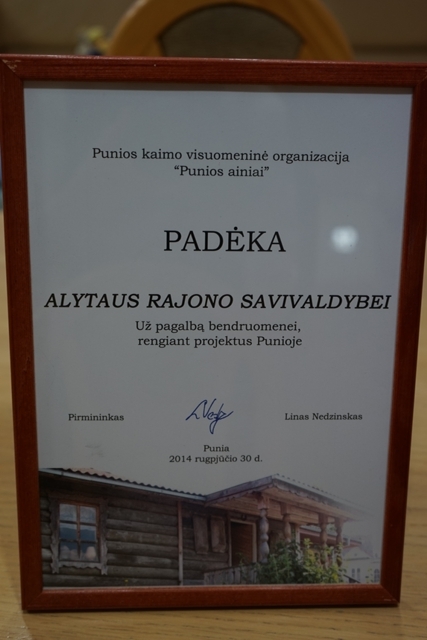 Punios kaimo visuomeninė organizacija
“Punios ainiai”
PADĖKA
ALYTAUS RAJONO SAVIVALDYBEI
Už pagalbą bendruomenei,
rengiant projektus Punioje
Pirmininkas
Linas Nedzinskas
Punia
2014 rugpjūčio 30 d.